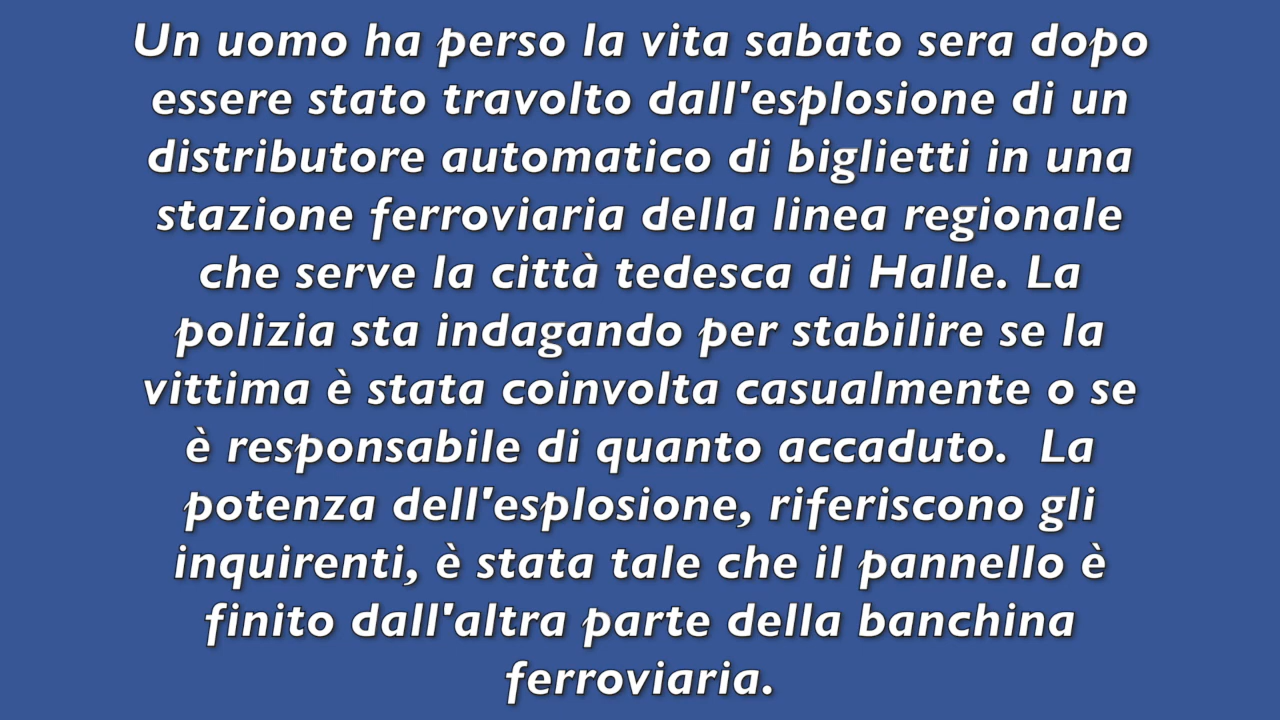 Un uomo ha perso la vita sabato sera dopo
essere stato travolto dall'esplosione di un
distributore automatico di biglietti in una
stazione ferroviaria della linea regionale
che serve la città tedesca di Halle. La
polizia sta indagando per stabilire se la
vittima è stata coinvolta casualmente o se
è responsabile di quanto accaduto.  La
potenza dell'esplosione, riferiscono gli
inquirenti, è stata tale che il pannello è
finito dall'altra parte della banchina
ferroviaria.